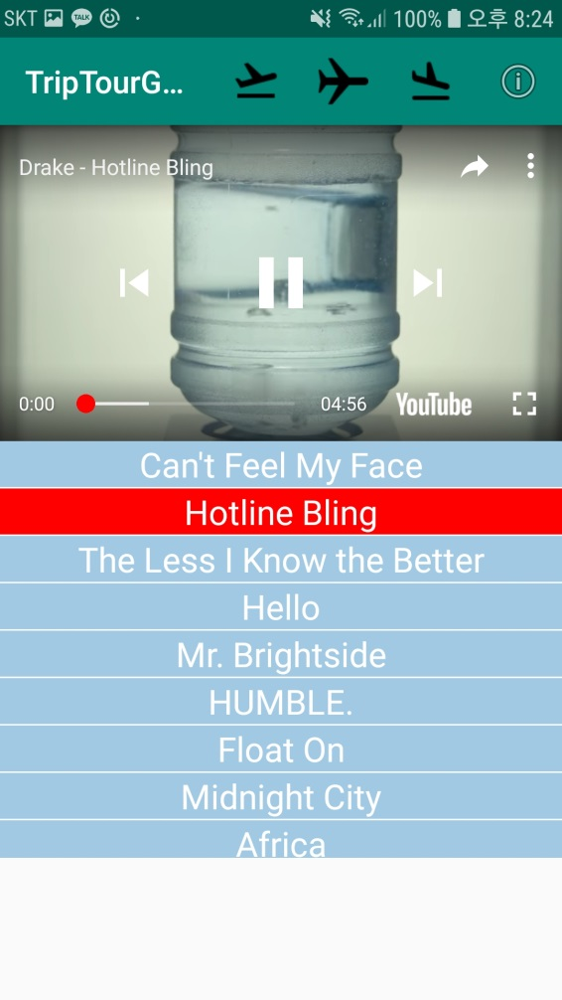 SKT TALK 100% 오후 8:24
TripTourG...
Drake - Hotline Bling
0:00 04:56 YouTube
Can't Feel My Face
Hotline Bling
The Less I Know the Better
Hello
Mr. Brightside
HUMBLE.
Float On
Midnight City
Africa